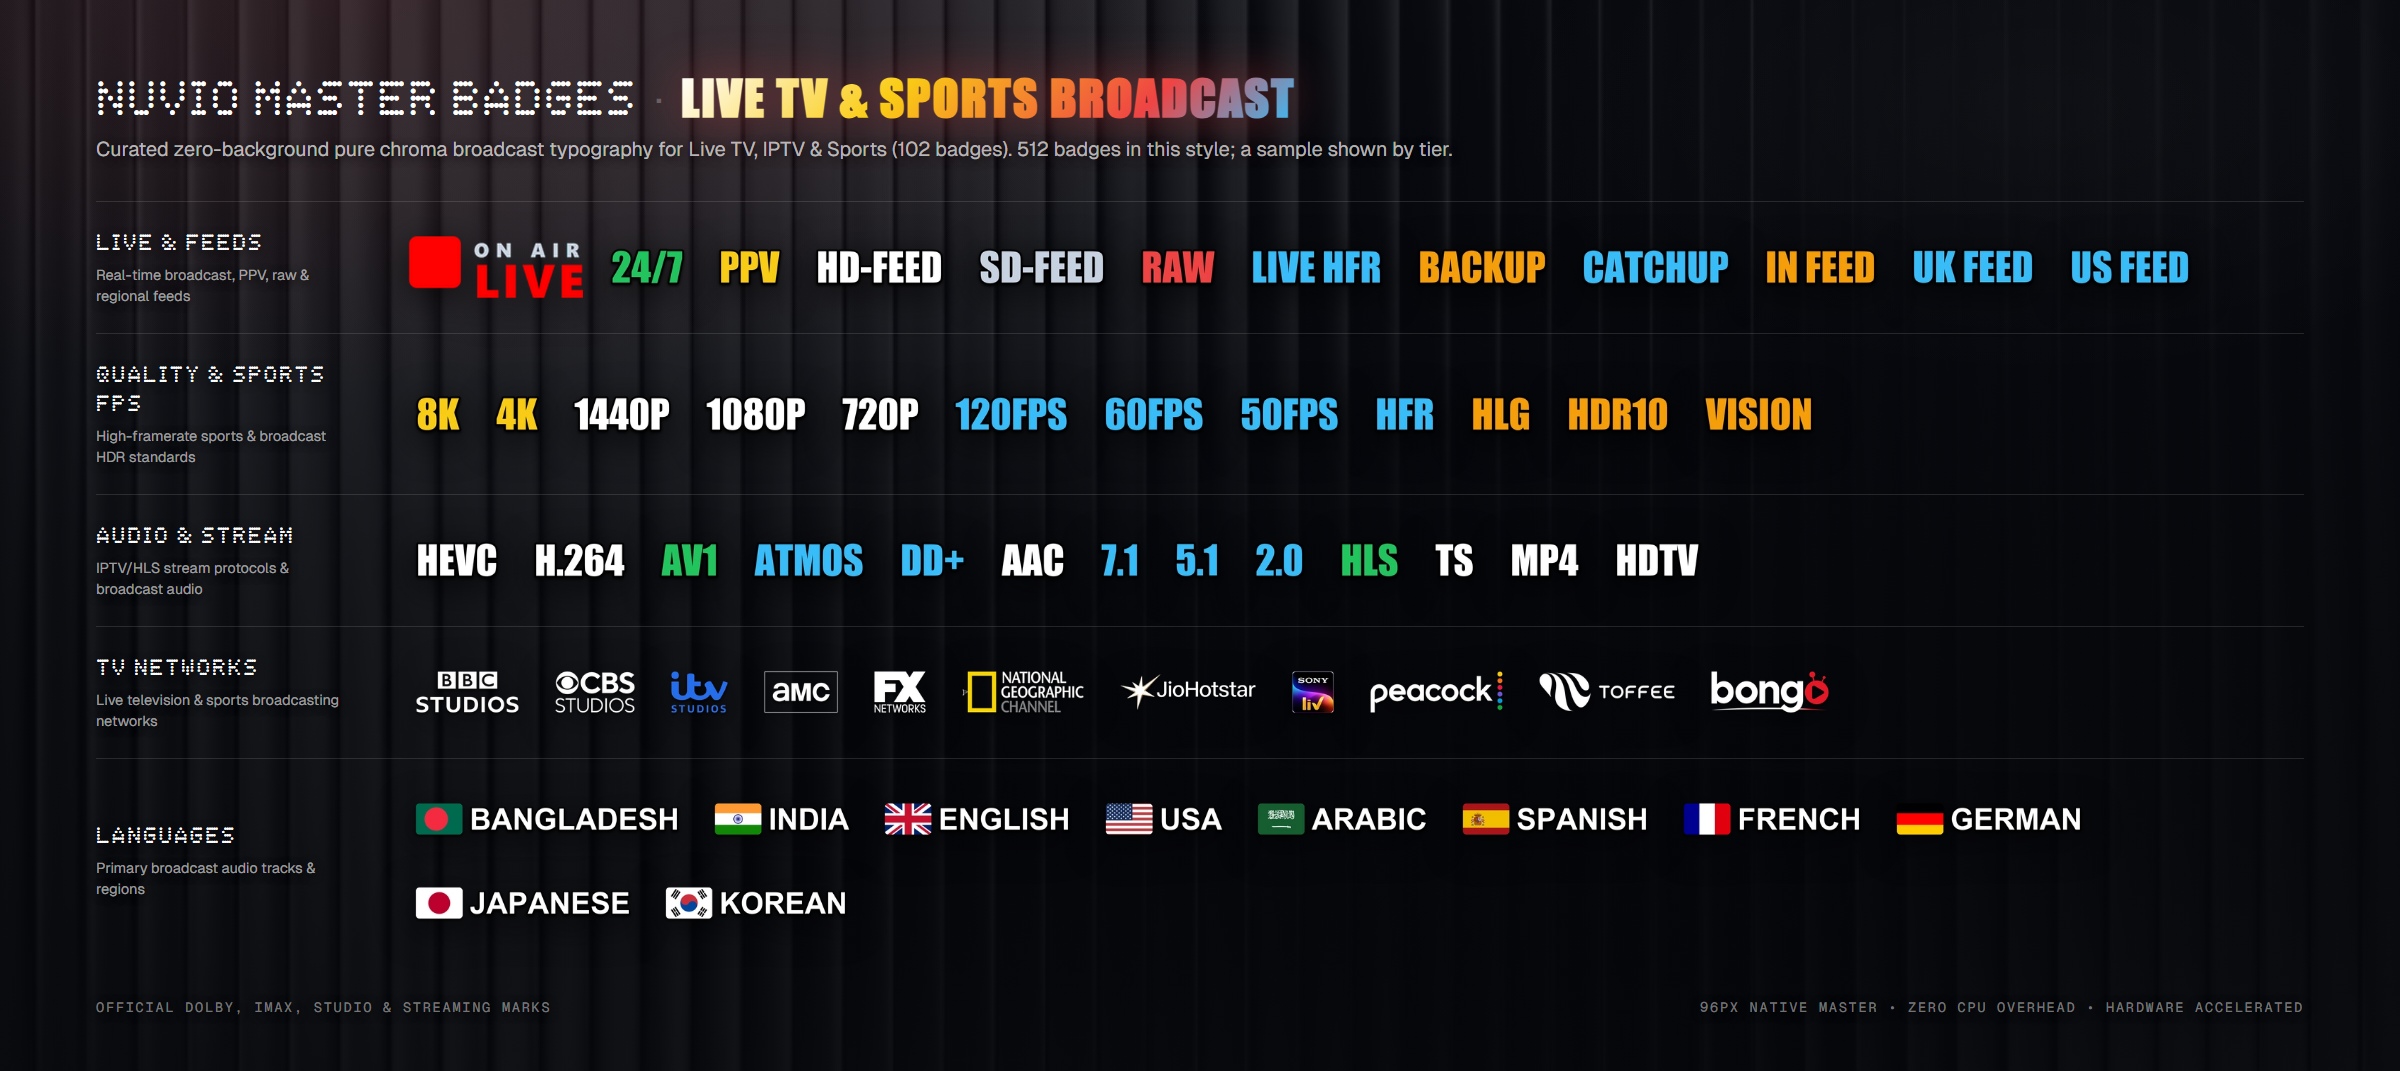 NUVIO MASTER BADGES · LIVE TV & SPORTS BROADCAST
Curated zero-background pure chroma broadcast typography for Live TV, IPTV & Sports (102 badges). 512 badges in this style; a sample shown by tier.
LIVE & FEEDS
Real-time broadcast, PPV, raw &
regional feeds
ON AIR
LIVE
24/7 PPV HD-FEED SD-FEED RAW LIVE HFR BACKUP CATCHUP IN FEED UK FEED US FEED
QUALITY & SPORTS
FPS
High-framerate sports & broadcast
HDR standards
8K 4K 1440P 1080P 720P 120FPS 60FPS 50FPS HFR HLG HDR10 VISION
AUDIO & STREAM
IPTV/HLS stream protocols &
broadcast audio
HEVC H.264 AV1 ATMOS DD+ AAC 7.1 5.1 2.0 HLS TS MP4 HDTV
TV NETWORKS
Live television & sports broadcasting
networks
BBC
STUDIOS
CBS
STUDIOS
itv
STUDIOS
aMC
FX
NETWORKS
NATIONAL
GEOGRAPHIC
CHANNEL
JioHotstar
SONY
liv
peacock
TOFFEE
bongo
LANGUAGES
Primary broadcast audio tracks &
regions
BANGLADESH INDIA ENGLISH USA ARABIC SPANISH FRENCH GERMAN
JAPANESE KOREAN
OFFICIAL DOLBY, IMAX, STUDIO & STREAMING MARKS
96PX NATIVE MASTER • ZERO CPU OVERHEAD • HARDWARE ACCELERATED